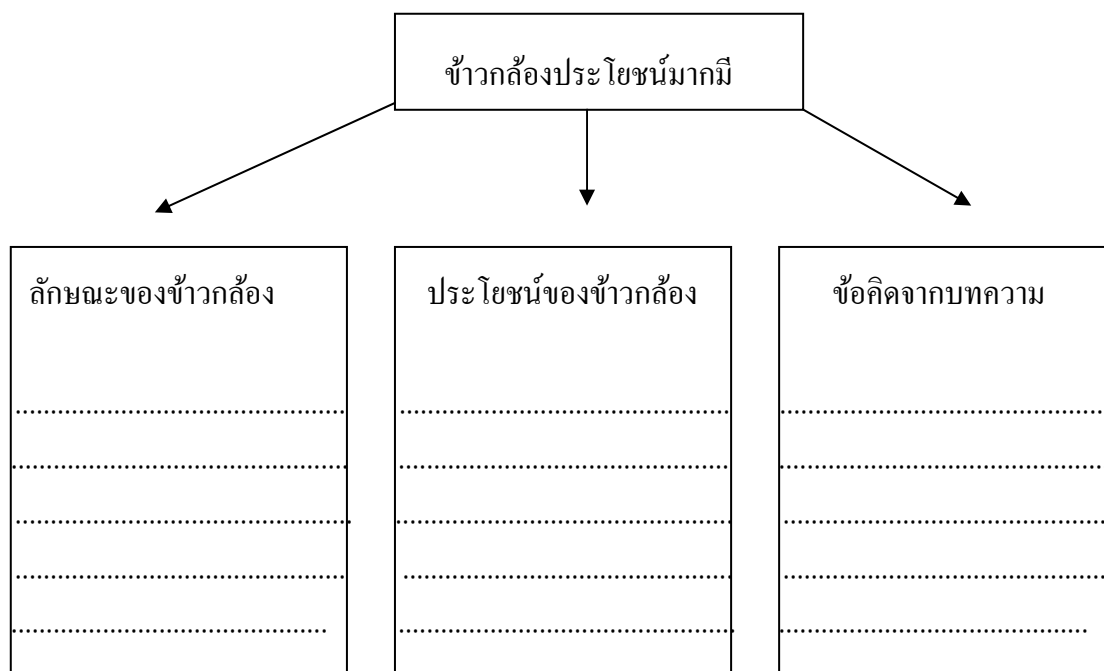 ข้าวกล้องประโยชน์มากมี
ลักษณะของข้าวกล้อง
ประโยชน์ของข้าวกล้อง
ข้อคิดจากบทความ